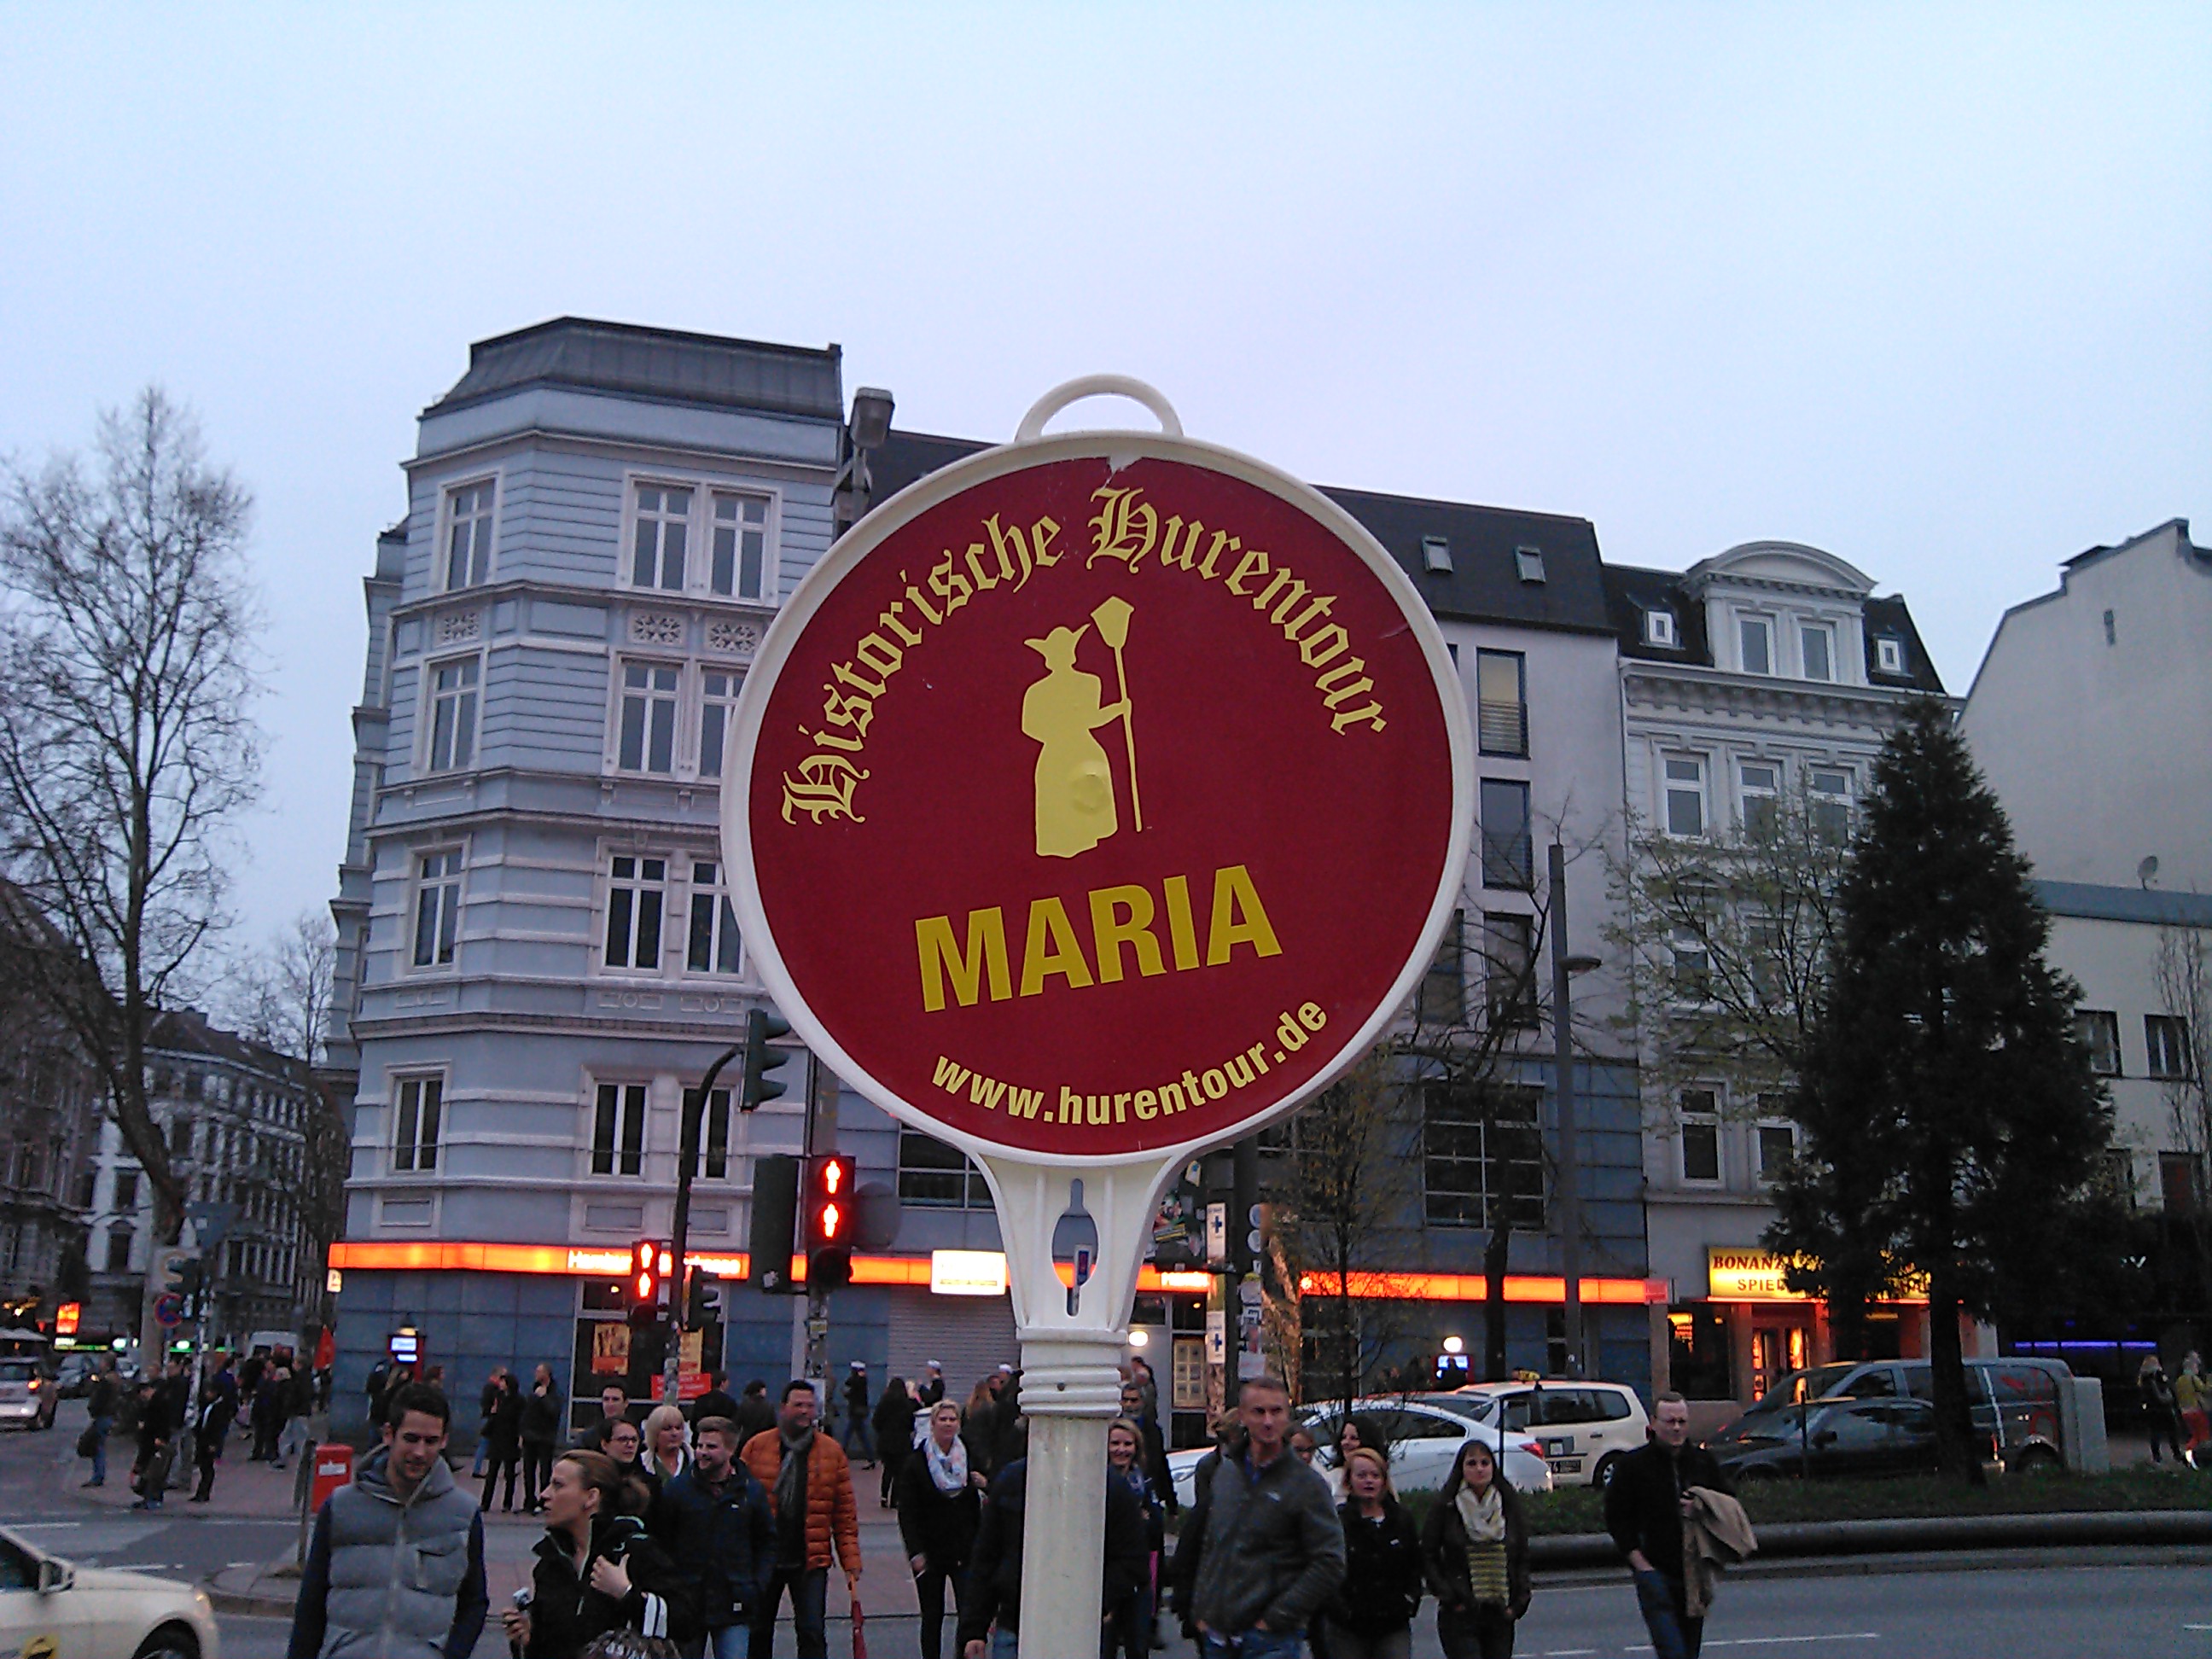 Historische Hurentour
MARIA
www.hurentour.de
BONANZA